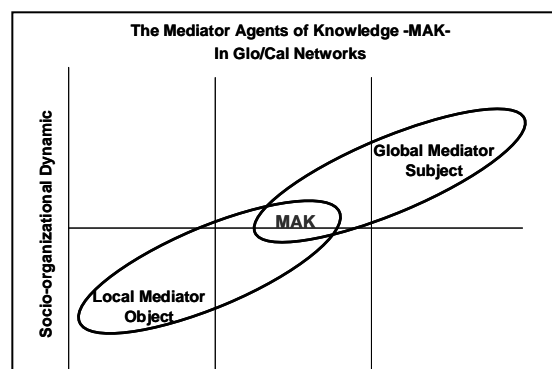 The Mediator Agents of Knowledge -MAK-
In Glo/Cal Networks
Socio-organizational Dynamic
Global Mediator
Subject
MAK
Local Mediator
Object